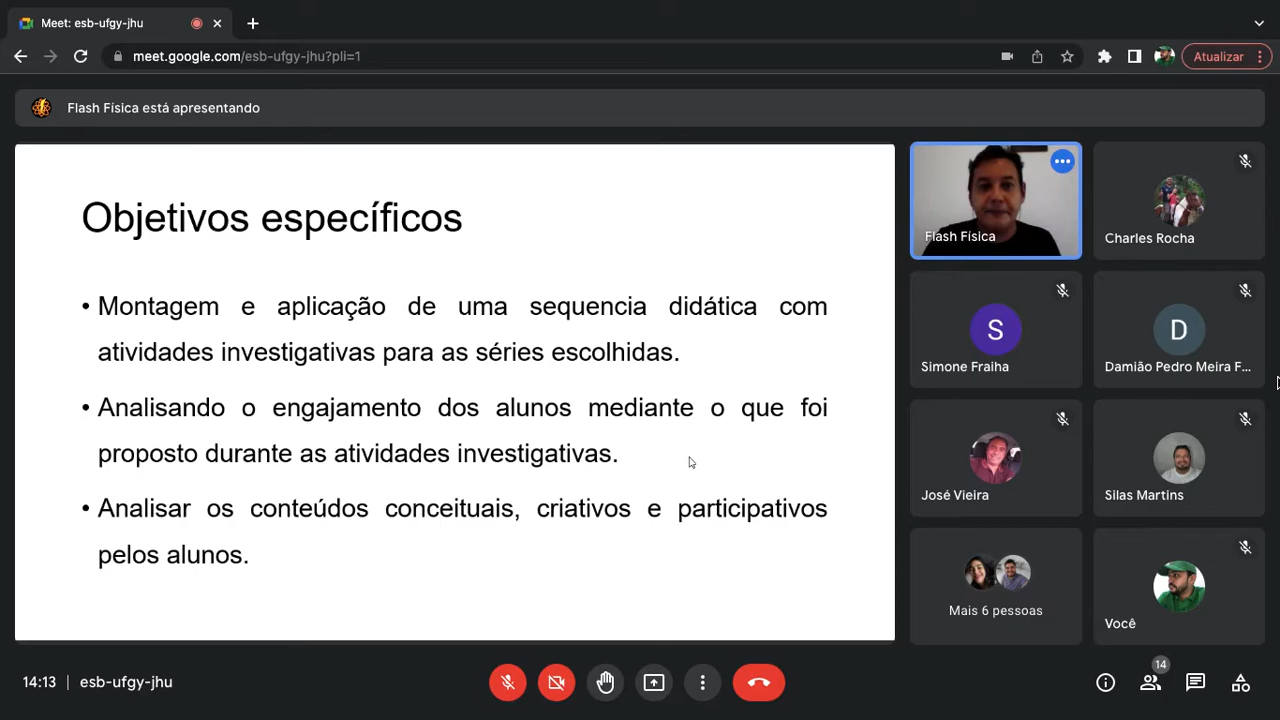 Meet: esb-ufgy-jhu
meet.google.com/esb-ufgy-jhu?pli=1
Atualizar
Flash Física está apresentando
Objetivos específicos
• Montagem e aplicação de uma sequencia didática com
atividades investigativas para as séries escolhidas.
• Analisando o engajamento dos alunos mediante o que foi
proposto durante as atividades investigativas.
• Analisar os conteúdos conceituais, criativos e participativos
pelos alunos.
Flash Física
Charles Rocha
S
Simone Fraiha
D
Damião Pedro Meira F...
José Vieira
Silas Martins
Mais 6 pessoas
Você
14:13 | esb-ufgy-jhu
14